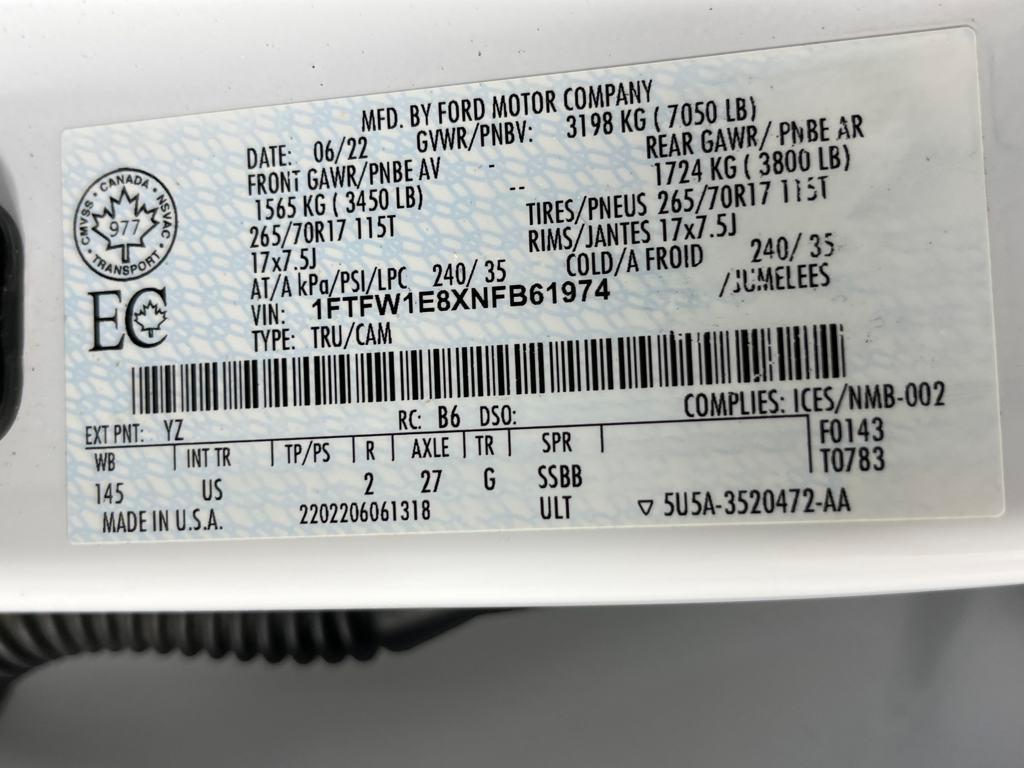 MFD. BY FORD MOTOR COMPANY
DATE: 06/22 GVWR/PNBV: 3198 KG ( 7050 LB)
FRONT GAWR/PNBE AV - REAR GAWR/ PNBE AR
1565 KG ( 3450 LB) -- 1724 KG ( 3800 LB)
265/70R17 115T TIRES/PNEUS 265/70R17 115T
17x7.5J RIMS/JANTES 17x7.5J
AT/A kPa/PSI/LPC 240/ 35 COLD/A FROID 240/ 35
VIN: 1FTFW1E8XNFB61974 /JUMELEES
TYPE: TRU/CAM
CANADA
CMVSS NSVAC
977
TRANSPORT
EC
COMPLIES: ICES/NMB-002
EXT PNT: YZ RC: B6 DSO:
WB INT TR TP/PS R AXLE TR SPR F0143
T0783
145 US 2 27 G SSBB
MADE IN U.S.A. 2202206061318 ULT ▽ 5U5A-3520472-AA